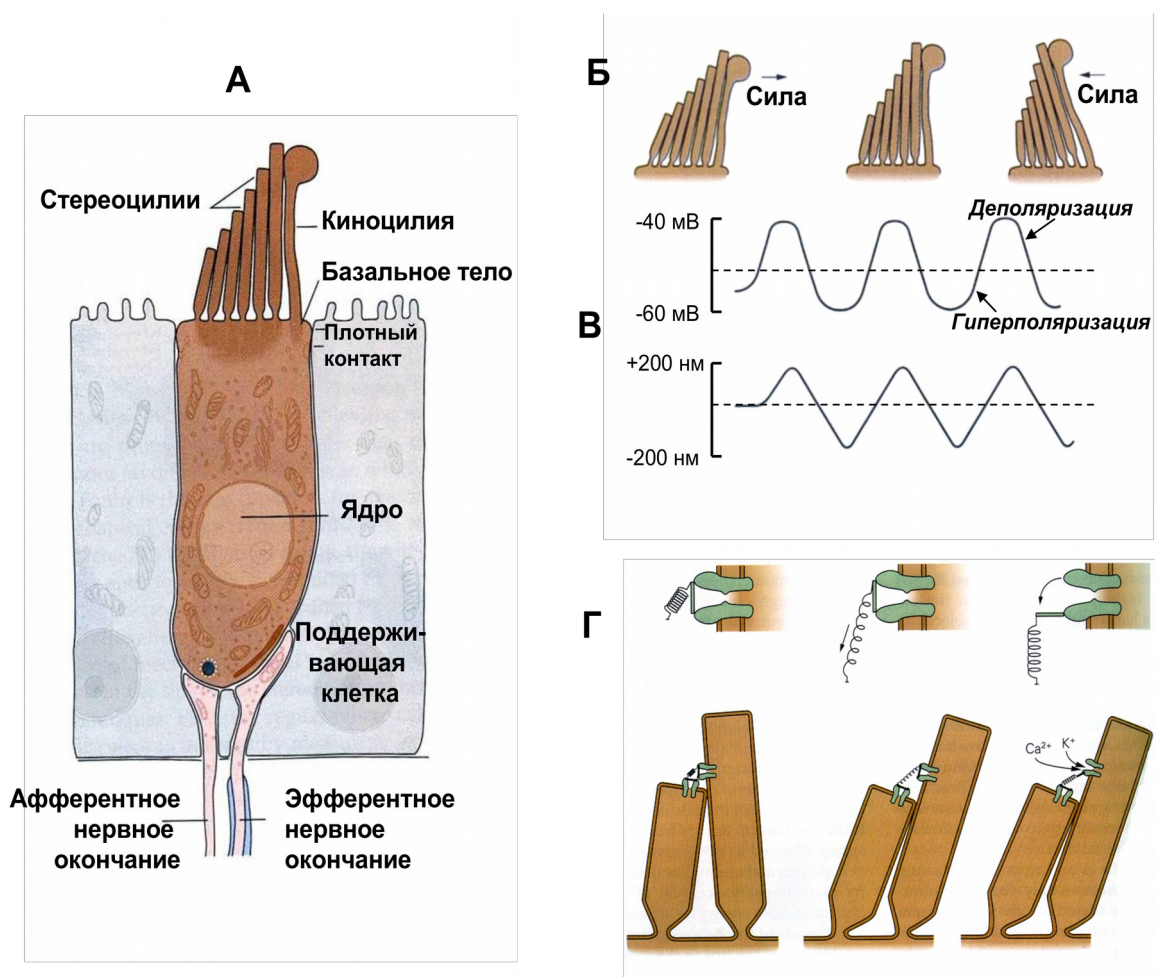 А
Стереоцилии
Киноцилия
Базальное тело
Плотный
контакт
Ядро
Поддержи-
вающая
клетка
Афферентное
нервное
окончание
Эфферентное
нервное
окончание
Б
Сила
Сила
В
-40 мВ
Деполяризация
-60 мВ
Гиперполяризация
+200 нм
-200 нм
Г
Ca2+
K+